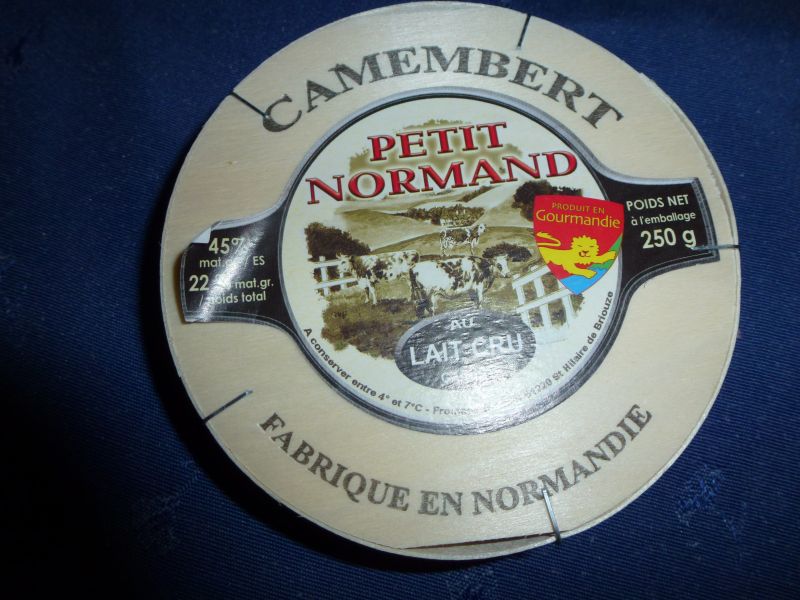 CAMEMBERT
PETIT
NORMAND
PRODUIT EN
Gourmandie
POIDS NET
à l'emballage
250 g
45%
mat. ES
22 mat.gr.
poids total
AU
LAIT CRU
A conserver entre 4° et 7°C - St Hilaire de Briouze
FABRIQUE EN NORMANDIE